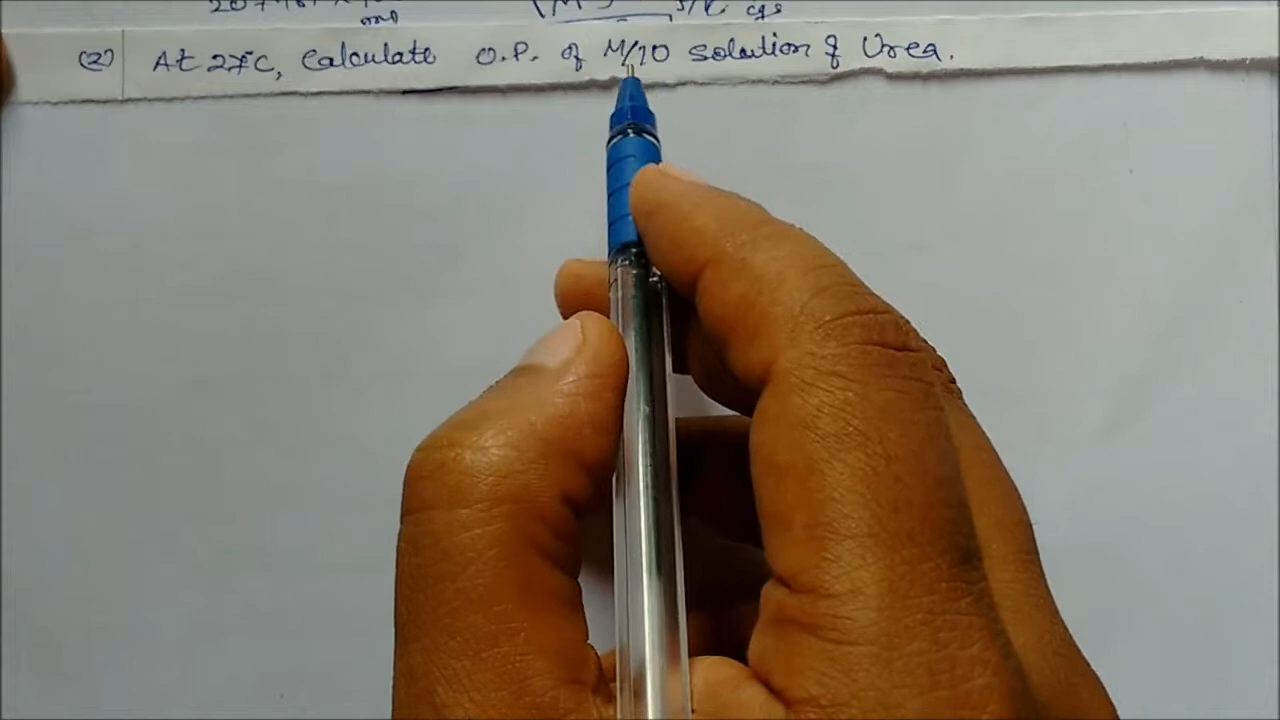 (2) At 27°C, Calculate O.P. of M/10 solution of Urea.